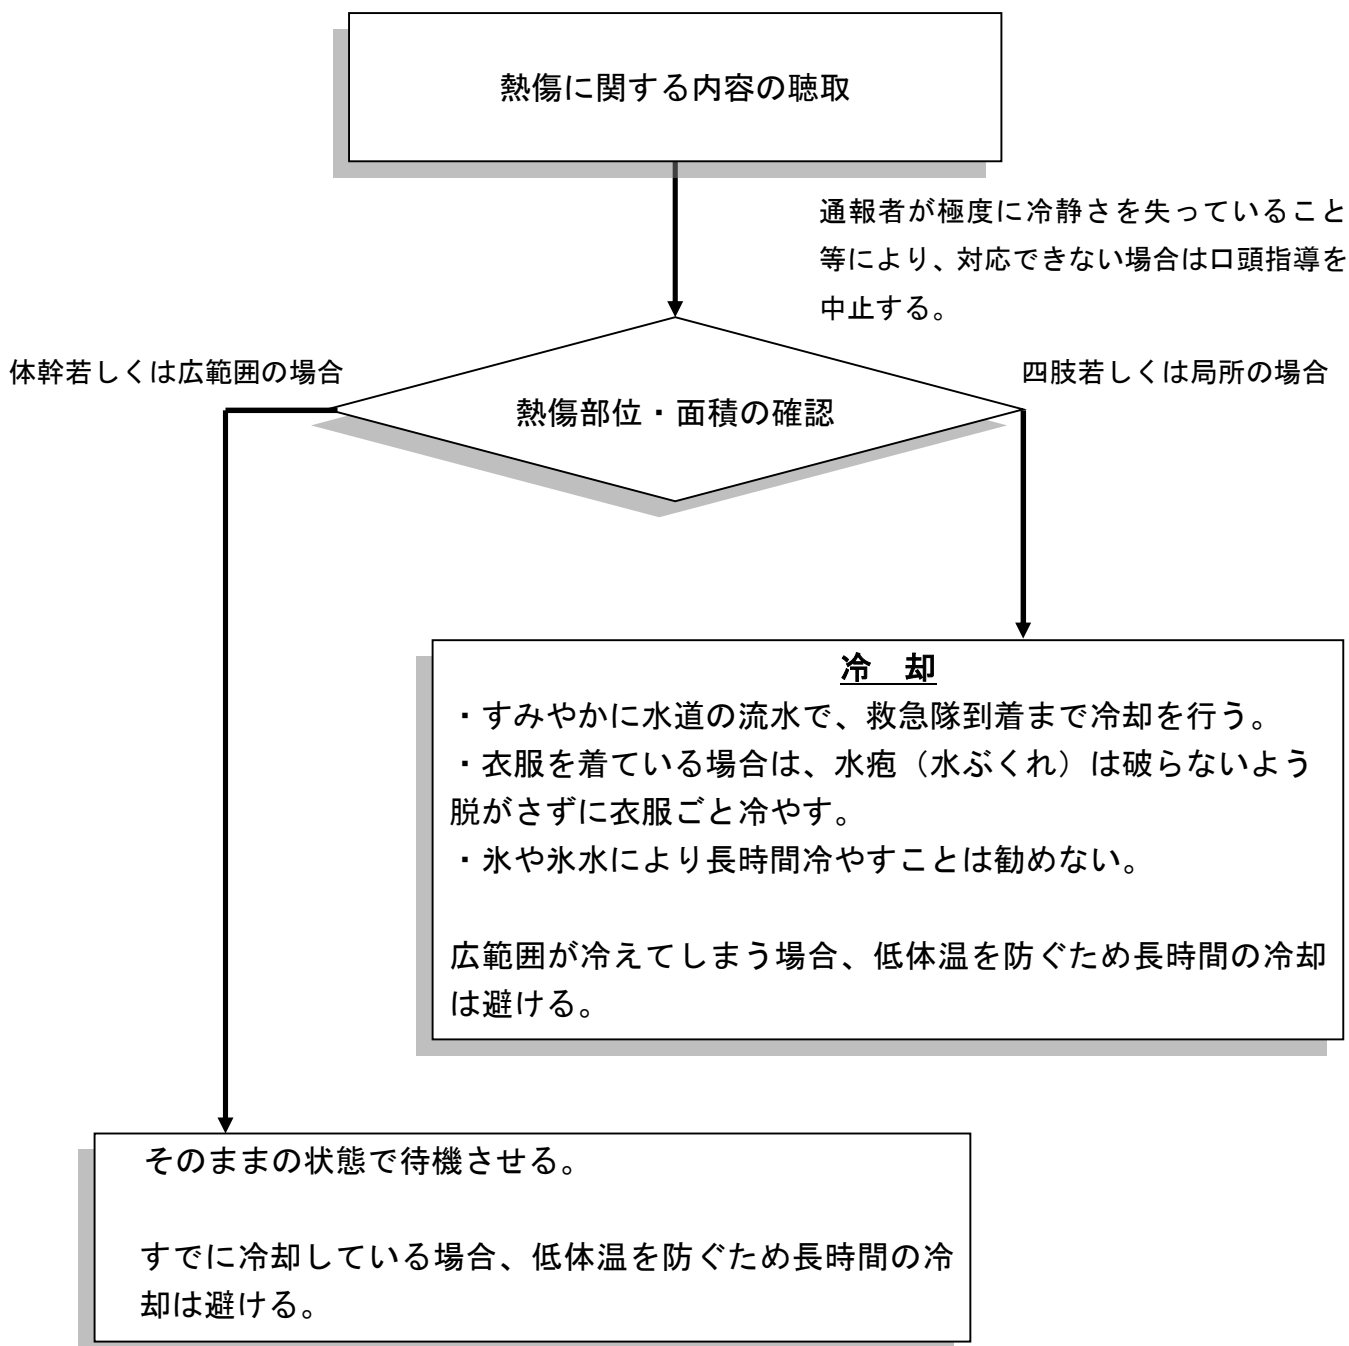 熱傷に関する内容の聴取
通報者が極度に冷静さを失っていること
等により、対応できない場合は口頭指導を
中止する。
体幹若しくは広範囲の場合
四肢若しくは局所の場合
熱傷部位・面積の確認
冷　却
・すみやかに水道の流水で、救急隊到着まで冷却を行う。
・衣服を着ている場合は、水疱（水ぶくれ）は破らないよう
脱がさずに衣服ごと冷やす。
・氷や氷水により長時間冷やすことは勧めない。
広範囲が冷えてしまう場合、低体温を防ぐため長時間の冷却
は避ける。
そのままの状態で待機させる。
すでに冷却している場合、低体温を防ぐため長時間の冷
却は避ける。